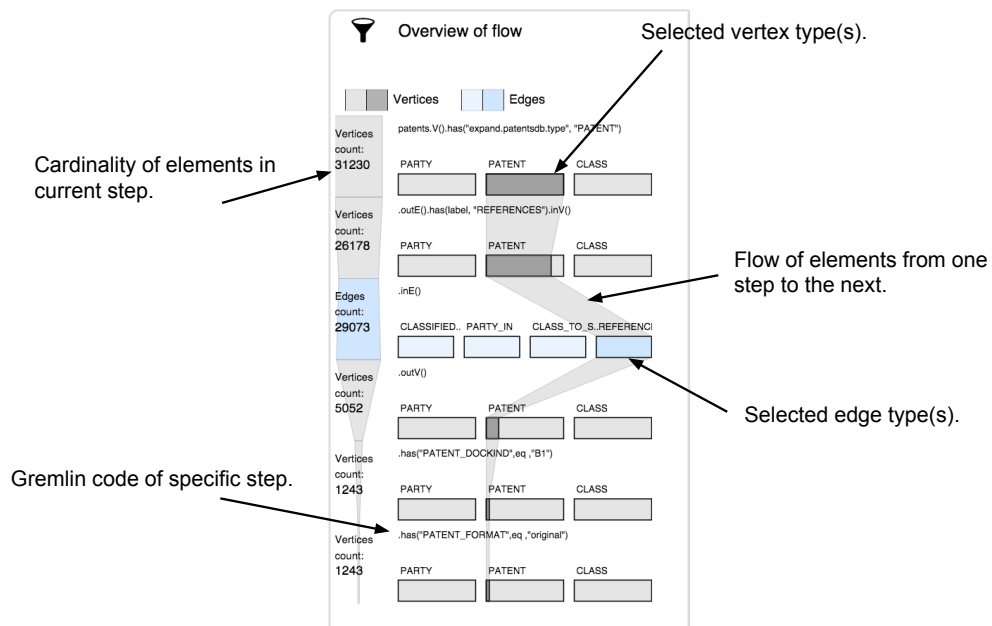 Overview of flow
Selected vertex type(s).
Vertices
Edges
patents.V().has("expand.patentsdb.type", "PATENT")
Vertices
count:
31230
PARTY
PATENT
CLASS
Cardinality of elements in
current step.
.outE().has(label, "REFERENCES").inV()
Vertices
count:
26178
PARTY
PATENT
CLASS
Flow of elements from one
step to the next.
.inE()
Edges
count:
29073
CLASSIFIED..
PARTY_IN
CLASS_TO_S..
REFERENC
.outV()
Vertices
count:
5052
PARTY
PATENT
CLASS
Selected edge type(s).
.has("PATENT_DOCKIND",eq ,"B1")
Vertices
count:
1243
PARTY
PATENT
CLASS
Gremlin code of specific step.
.has("PATENT_FORMAT",eq ,"original")
Vertices
count:
1243
PARTY
PATENT
CLASS